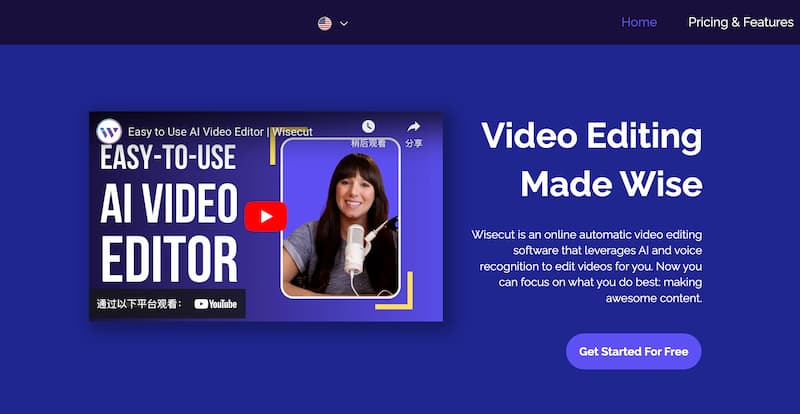 Home
Pricing & Features
Easy to Use AI Video Editor | Wisecut
稍后观看
分享
EASY-TO-USE
AI VIDEO
EDITOR
通过以下平台观看：
YouTube
Video Editing
Made Wise
Wisecut is an online automatic video editing
software that leverages AI and voice
recognition to edit videos for you. Now you
can focus on what you do best: making
awesome content.
Get Started For Free